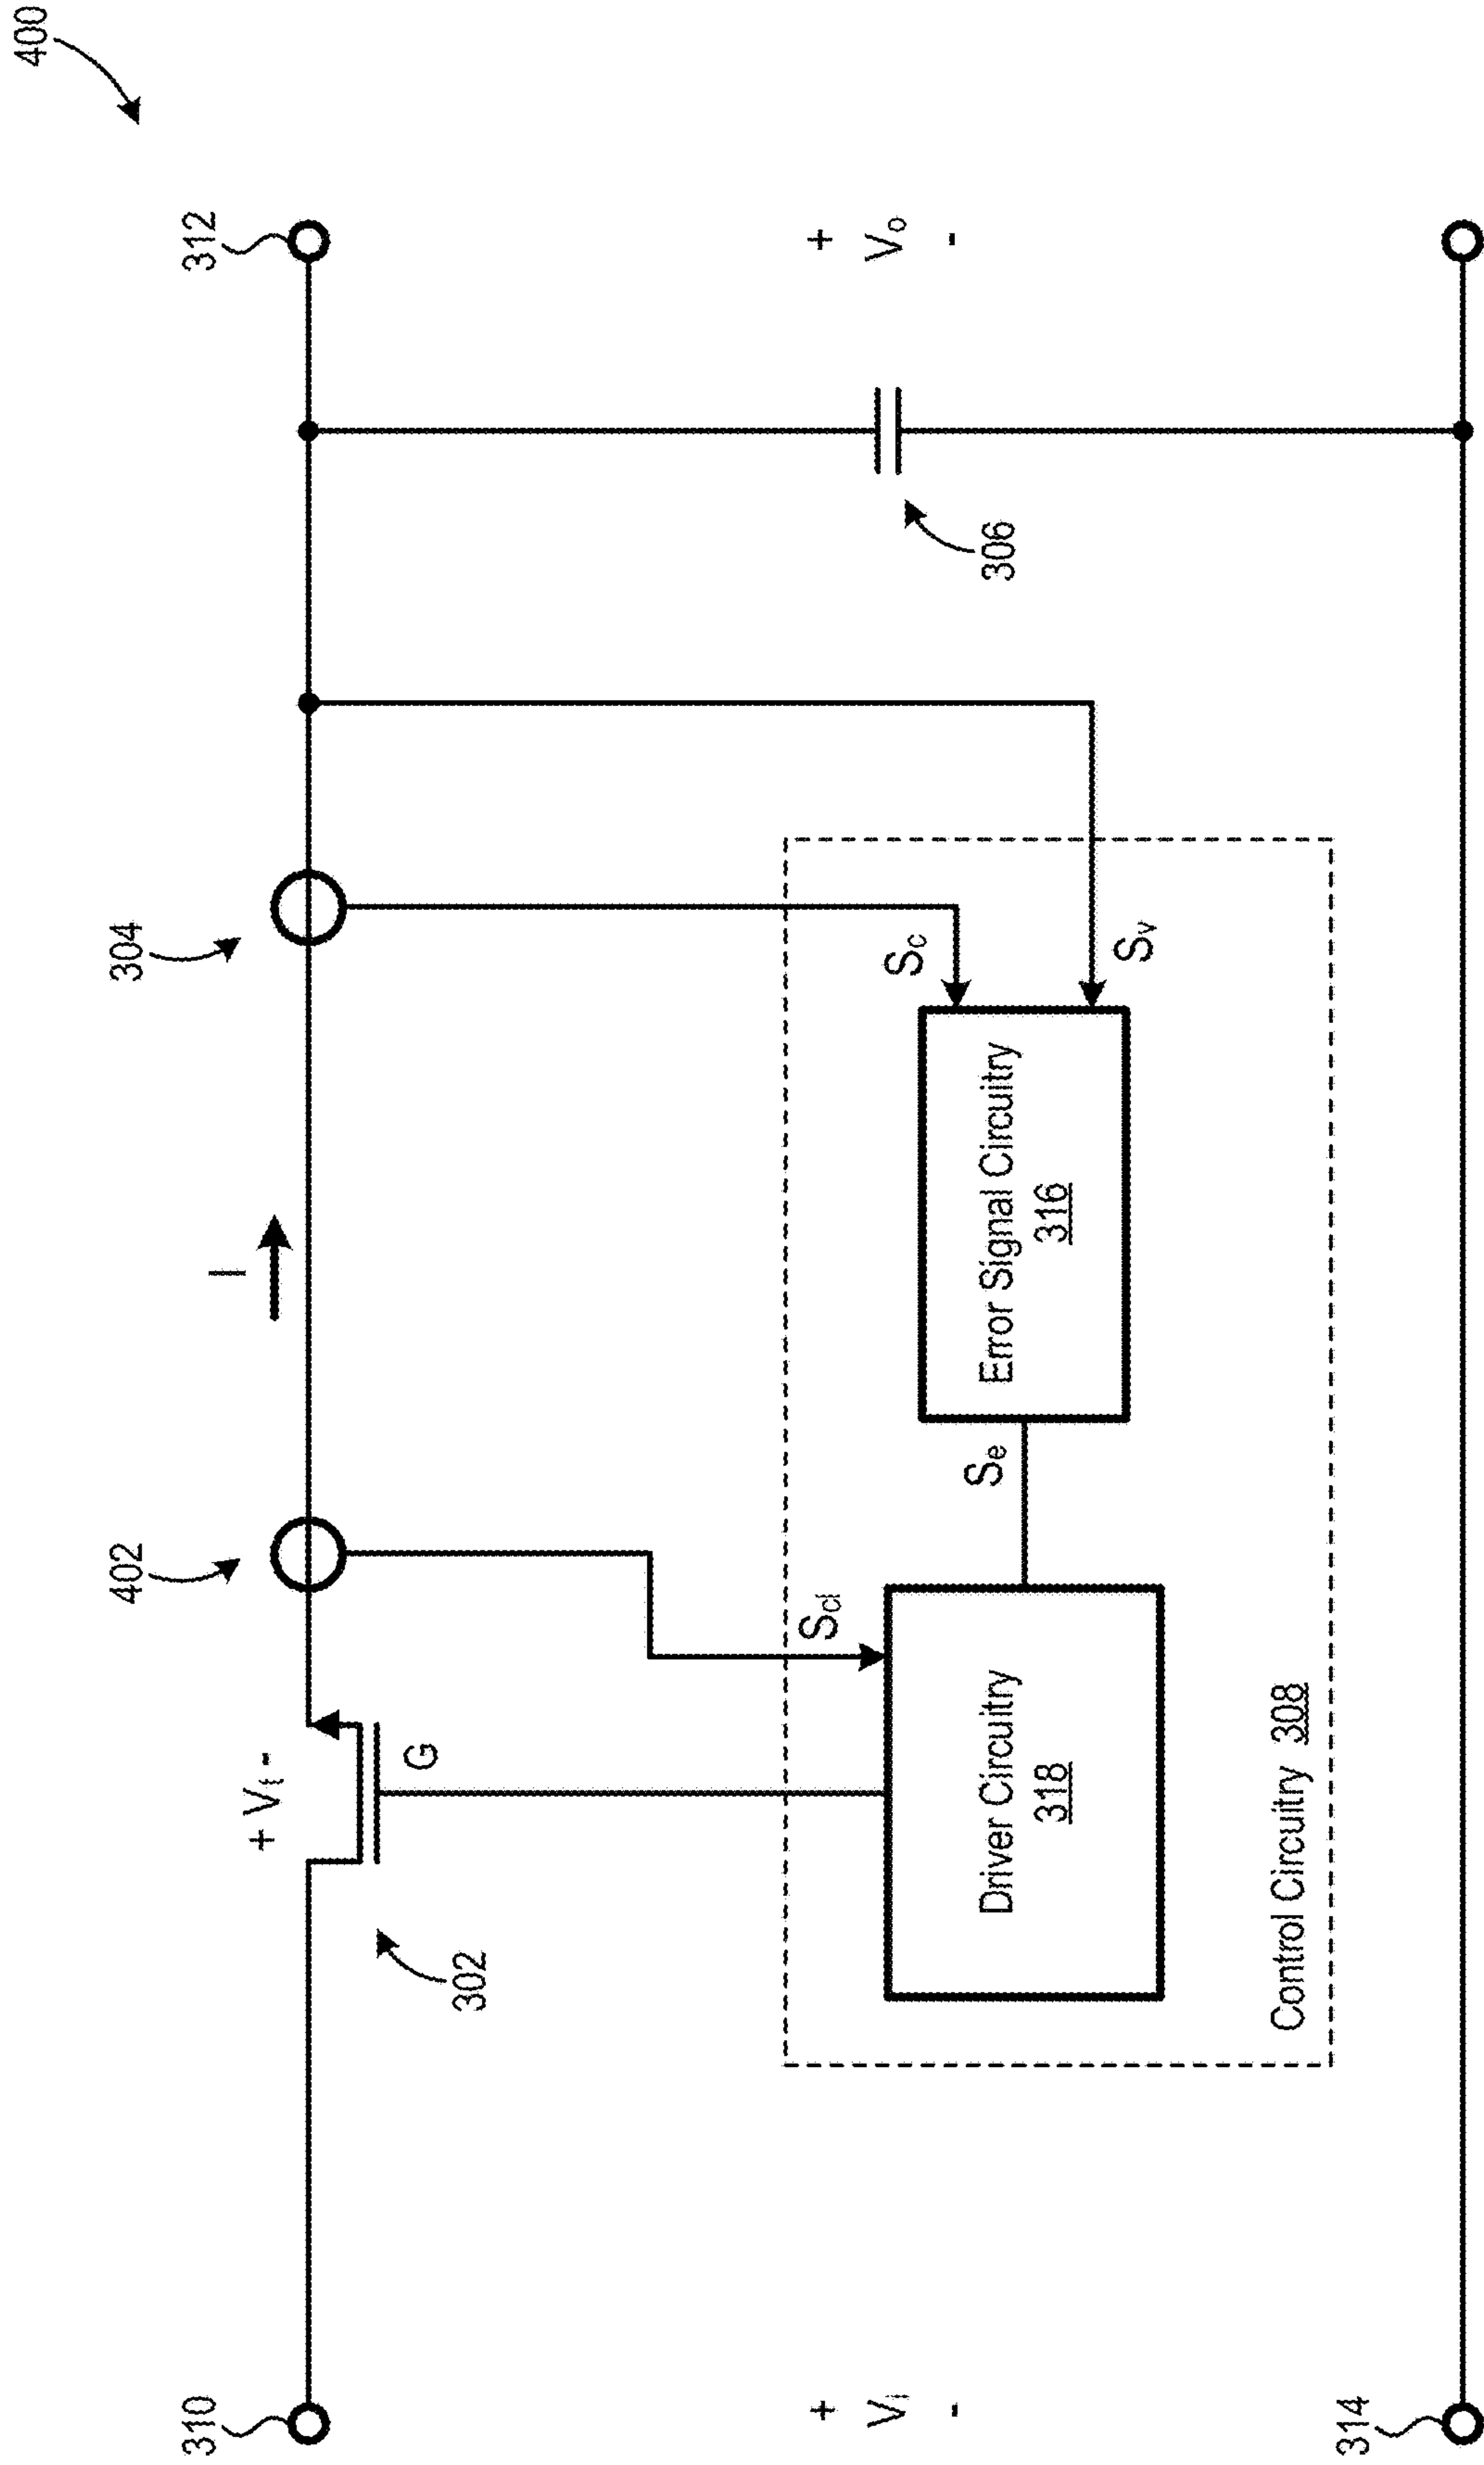 400
310
312
304
402
I
+ Vt -
302
G
Scl
Sc
Sv
Se
Driver Circuitry
318
Error Signal Circuitry
316
Control Circuitry 308
306
+
Vi
-
+
Vo
-
314